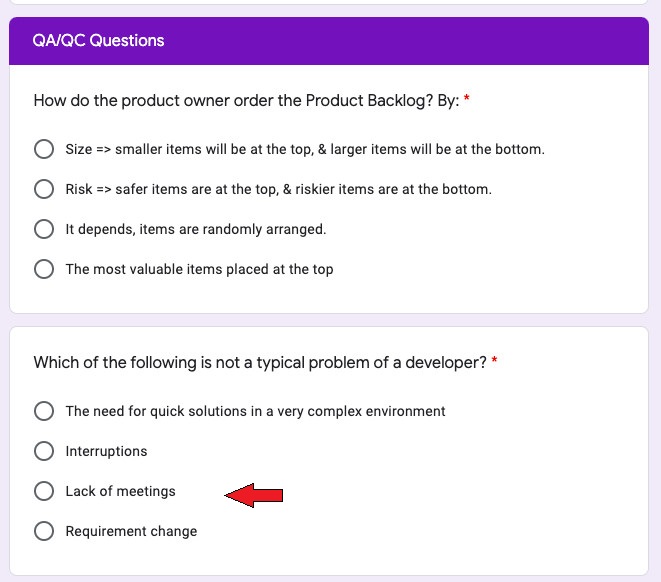 QA/QC Questions
How do the product owner order the Product Backlog? By: *
Size => smaller items will be at the top, & larger items will be at the bottom.
Risk => safer items are at the top, & riskier items are at the bottom.
It depends, items are randomly arranged.
The most valuable items placed at the top
Which of the following is not a typical problem of a developer? *
The need for quick solutions in a very complex environment
Interruptions
Lack of meetings
Requirement change